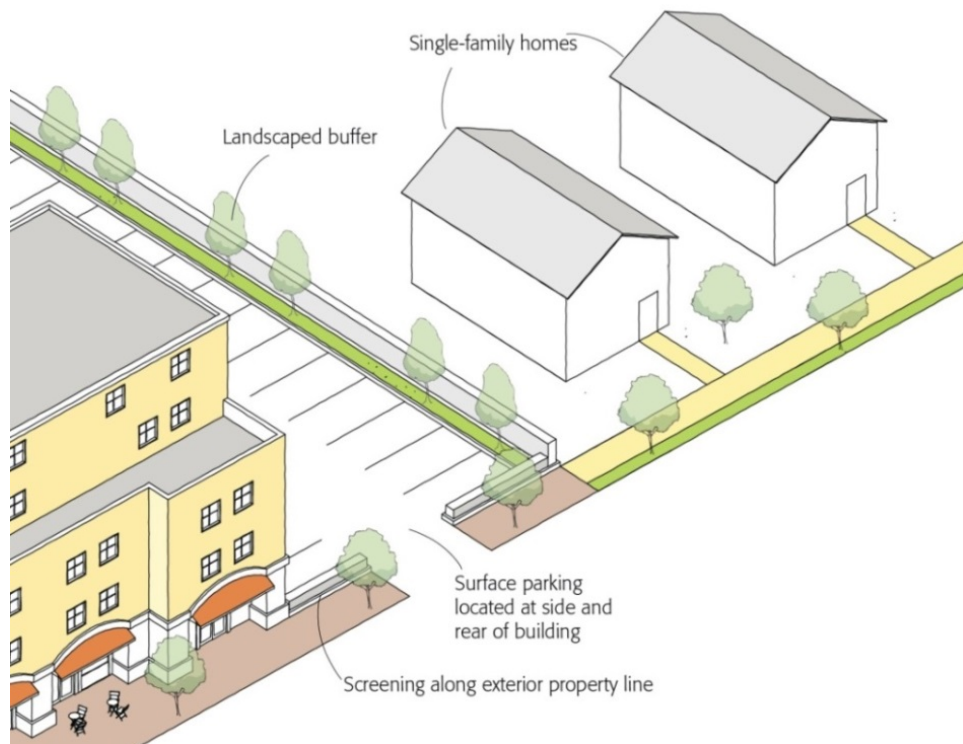 Single-family homes
Landscaped buffer
Surface parking
located at side and
rear of building
Screening along exterior property line